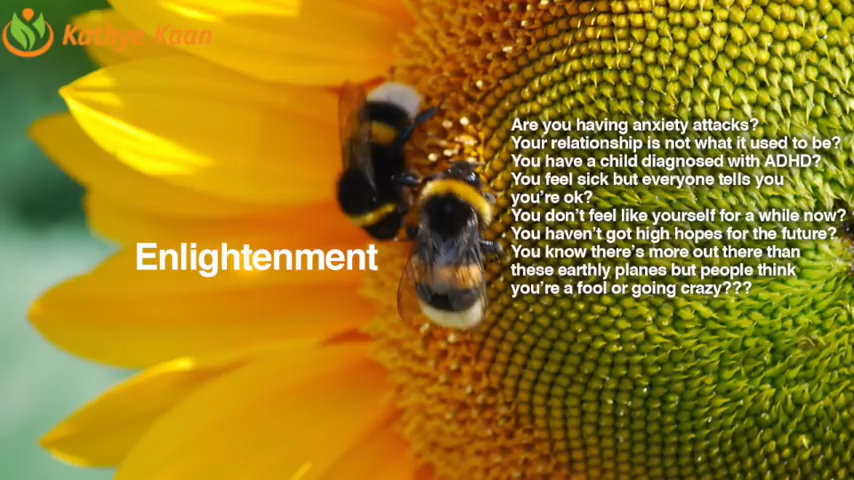 Kathye Kaan
Enlightenment
Are you having anxiety attacks?
Your relationship is not what it used to be?
You have a child diagnosed with ADHD?
You feel sick but everyone tells you
you're ok?
You don't feel like yourself for a while now?
You haven't got high hopes for the future?
You know there's more out there than
these earthly planes but people think
you're a fool or going crazy???